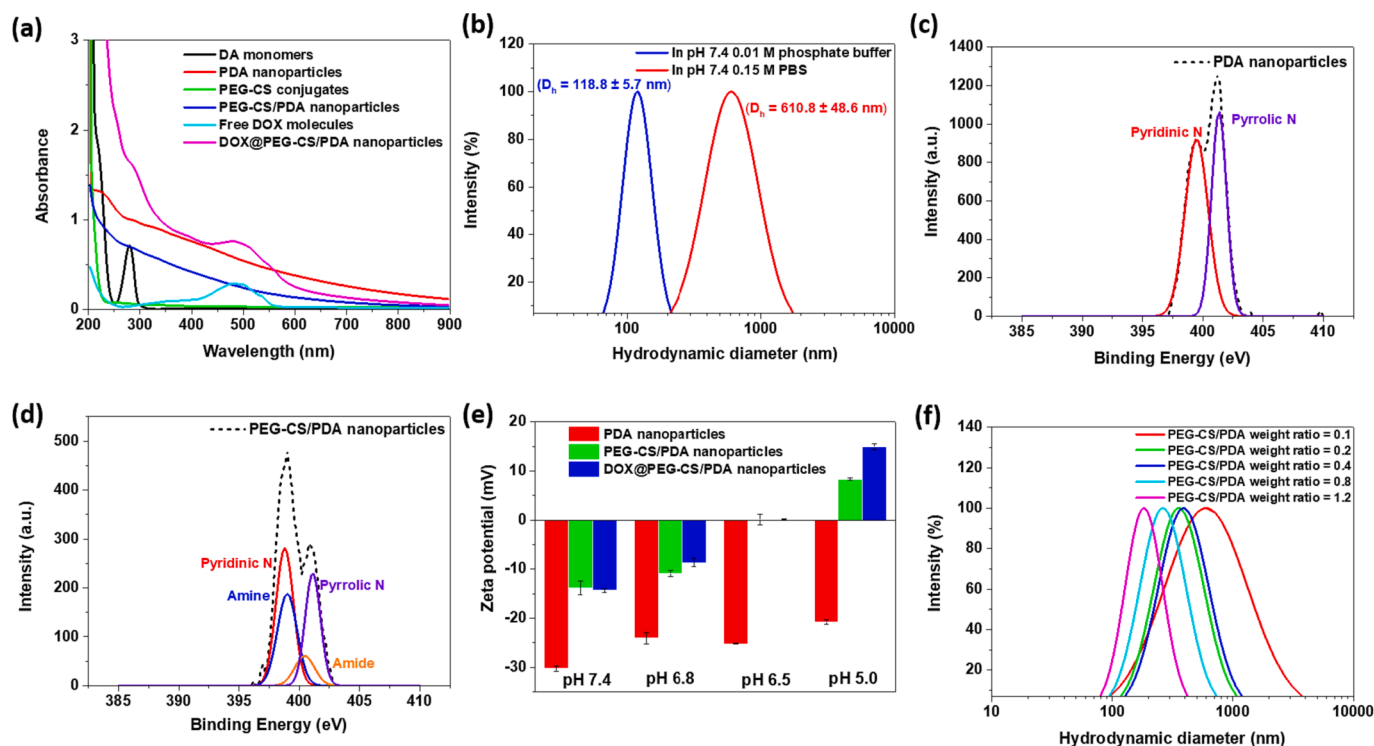 (a)
3
2
1
0
Absorbance
DA monomers
PDA nanoparticles
PEG-CS conjugates
PEG-CS/PDA nanoparticles
Free DOX molecules
DOX@PEG-CS/PDA nanoparticles
200 300 400 500 600 700 800 900
Wavelength (nm)
(b)
120
100
80
60
40
20
Intensity (%)
In pH 7.4 0.01 M phosphate buffer
In pH 7.4 0.15 M PBS
(Dh = 118.8 ± 5.7 nm)
(Dh = 610.8 ± 48.6 nm)
100 1000 10000
Hydrodynamic diameter (nm)
(c)
1400
1200
1000
800
600
400
200
0
Intensity (a.u.)
PDA nanoparticles
Pyridinic N
Pyrrolic N
385 390 395 400 405 410
Binding Energy (eV)
(d)
500
400
300
200
100
0
Intensity (a.u.)
PEG-CS/PDA nanoparticles
Pyridinic N
Amine
Pyrrolic N
Amide
385 390 395 400 405 410
Binding Energy (eV)
(e)
20
10
0
-10
-20
-30
Zeta potential (mV)
PDA nanoparticles
PEG-CS/PDA nanoparticles
DOX@PEG-CS/PDA nanoparticles
pH 7.4 pH 6.8 pH 6.5 pH 5.0
(f)
140
120
100
80
60
40
20
Intensity (%)
PEG-CS/PDA weight ratio = 0.1
PEG-CS/PDA weight ratio = 0.2
PEG-CS/PDA weight ratio = 0.4
PEG-CS/PDA weight ratio = 0.8
PEG-CS/PDA weight ratio = 1.2
10 100 1000 10000
Hydrodynamic diameter (nm)